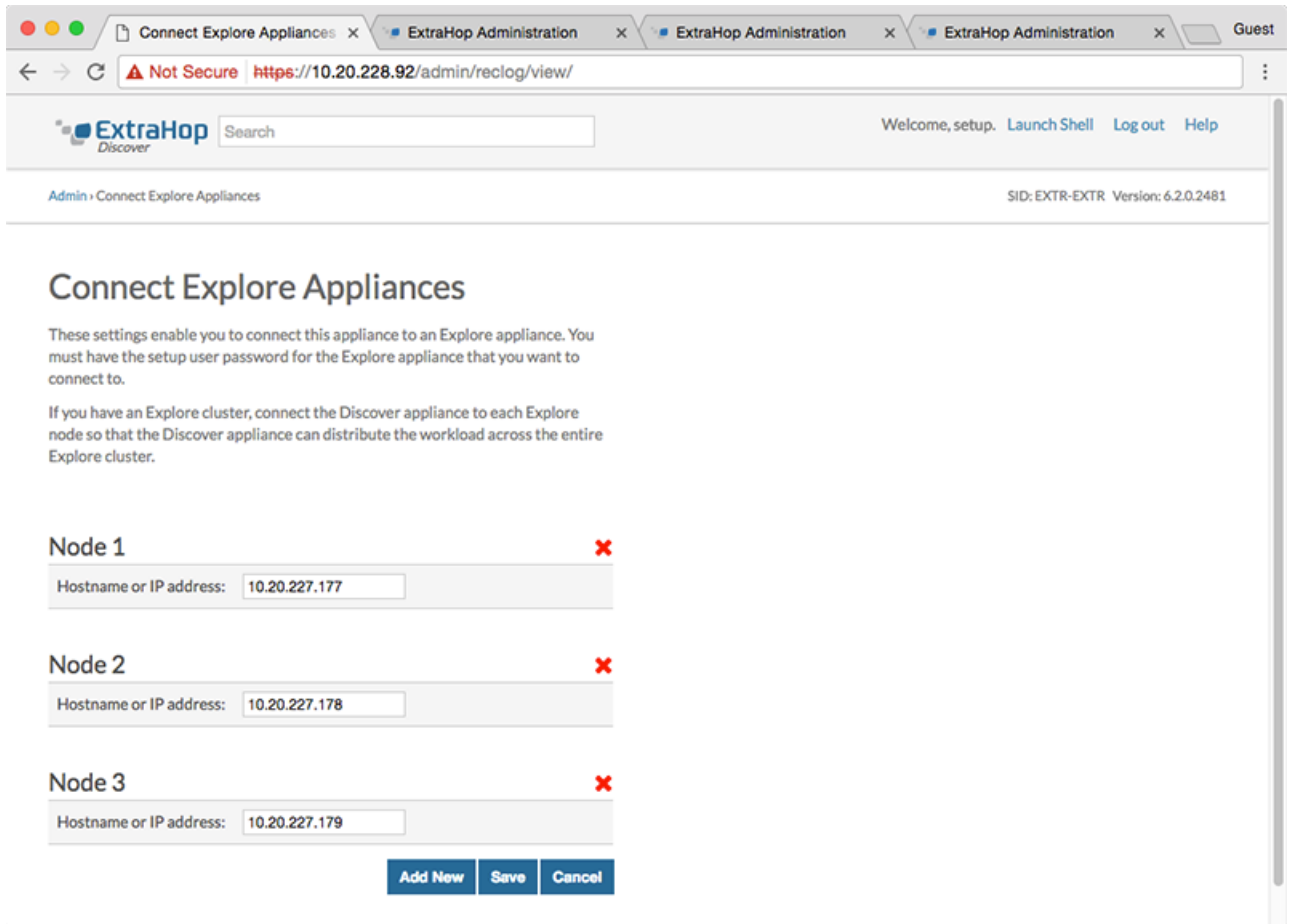 Connect Explore Appliances ExtraHop Administration ExtraHop Administration ExtraHop Administration Guest
Not Secure https://10.20.228.92/admin/reclog/view/
ExtraHop Search Welcome, setup. Launch Shell Log out Help
Discover
Admin › Connect Explore Appliances SID: EXTR-EXTR Version: 6.2.0.2481
Connect Explore Appliances
These settings enable you to connect this appliance to an Explore appliance. You
must have the setup user password for the Explore appliance that you want to
connect to.
If you have an Explore cluster, connect the Discover appliance to each Explore
node so that the Discover appliance can distribute the workload across the entire
Explore cluster.
Node 1
Hostname or IP address: 10.20.227.177
Node 2
Hostname or IP address: 10.20.227.178
Node 3
Hostname or IP address: 10.20.227.179
Add New Save Cancel